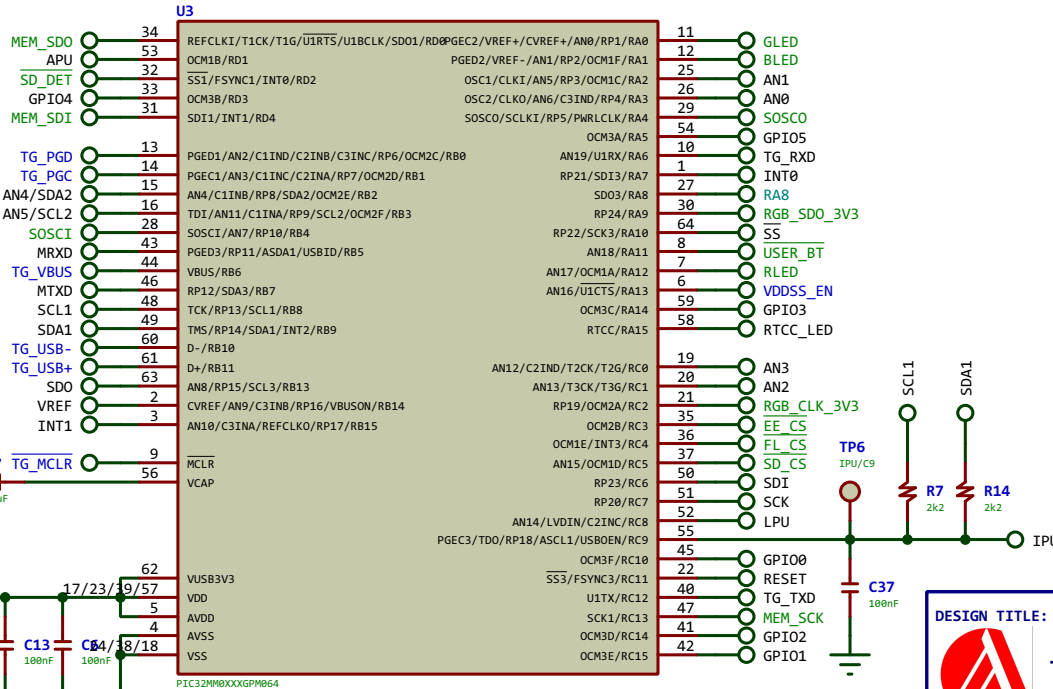 U3
MEM_SDO 34 REFCLKI/T1CK/T1G/U1RTS/U1BCLK/SDO1/RD0 PGEC2/VREF+/CVREF+/AN0/RP1/RA0 11 GLED
APU 53 OCM1B/RD1 PGED2/VREF-/AN1/RP2/OCM1F/RA1 12 BLED
SD_DET 32 SS1/FSYNC1/INT0/RD2 OSC1/CLKI/AN5/RP3/OCM1C/RA2 25 AN1
GPIO4 33 OCM3B/RD3 OSC2/CLKO/AN6/C3IND/RP4/RA3 26 AN0
MEM_SDI 31 SDI1/INT1/RD4 SOSCO/SCLKI/RP5/PWRLCLK/RA4 29 SOSCO
OCM3A/RA5 54 GPIO5
TG_PGD 13 PGED1/AN2/C1IND/C2INB/C3INC/RP6/OCM2C/RB0 AN19/U1RX/RA6 10 TG_RXD
TG_PGC 14 PGEC1/AN3/C1INC/C2INA/RP7/OCM2D/RB1 RP21/SDI3/RA7 1 INT0
AN4/SDA2 15 AN4/C1INB/RP8/SDA2/OCM2E/RB2 SDO3/RA8 27 RA8
AN5/SCL2 16 TDI/AN11/C1INA/RP9/SCL2/OCM2F/RB3 RP24/RA9 30 RGB_SDO_3V3
SOSCI 28 SOSCI/AN7/RP10/RB4 RP22/SCK3/RA10 64 SS
MRXD 43 PGED3/RP11/ASDA1/USBID/RB5 AN18/RA11 8 USER_BT
TG_VBUS 44 VBUS/RB6 AN17/OCM1A/RA12 7 RLED
MTXD 46 RP12/SDA3/RB7 AN16/U1CTS/RA13 6 VDDSS_EN
SCL1 48 TCK/RP13/SCL1/RB8 OCM3C/RA14 59 GPIO3
SDA1 49 TMS/RP14/SDA1/INT2/RB9 RTCC/RA15 58 RTCC_LED
TG_USB- 60 D-/RB10
TG_USB+ 61 D+/RB11 AN12/C2IND/T2CK/T2G/RC0 19 AN3
SDO 63 AN8/RP15/SCL3/RB13 AN13/T3CK/T3G/RC1 20 AN2
VREF 2 CVREF/AN9/C3INB/RP16/VBUSON/RB14 RP19/OCM2A/RC2 21 RGB_CLK_3V3
INT1 3 AN10/C3INA/REFCLKO/RP17/RB15 OCM2B/RC3 35 EE_CS
OCM1E/INT3/RC4 36 FL_CS
TG_MCLR 9 MCLR AN15/OCM1D/RC5 37 SD_CS
56 VCAP RP23/RC6 50 SDI
RP20/RC7 51 SCK
AN14/LVDIN/C2INC/RC8 52 LPU
PGEC3/TDO/RP18/ASCL1/USBOEN/RC9 55
OCM3F/RC10 45 GPIO0
62 VUSB3V3 SS3/FSYNC3/RC11 22 RESET
17/23/39/57 VDD U1TX/RC12 40 TG_TXD
5 AVDD SCK1/RC13 47 MEM_SCK
4 AVSS OCM3D/RC14 41 GPIO2
24/38/18 VSS OCM3E/RC15 42 GPIO1
PIC32MM0XXXGPM064
SCL1
SDA1
TP6
IPU/C9
R7
2k2
R14
2k2
IPU
C37
100nF
C13
100nF
100nF
DESIGN TITLE: